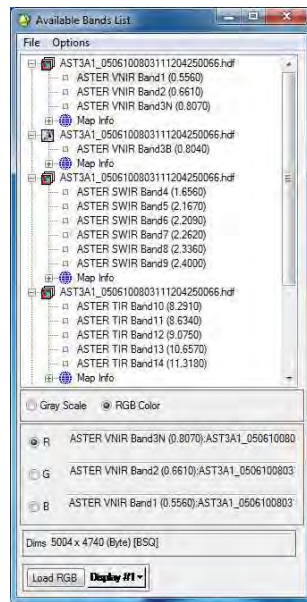 Available Bands List
File Options
AST3A1_0506100803111204250066.hdf
ASTER VNIR Band1 (0.5560)
ASTER VNIR Band2 (0.6610)
ASTER VNIR Band3N (0.8070)
Map Info
AST3A1_0506100803111204250066.hdf
ASTER VNIR Band3B (0.8040)
Map Info
AST3A1_0506100803111204250066.hdf
ASTER SWIR Band4 (1.6560)
ASTER SWIR Band5 (2.1670)
ASTER SWIR Band6 (2.2090)
ASTER SWIR Band7 (2.2620)
ASTER SWIR Band8 (2.3360)
ASTER SWIR Band9 (2.4000)
Map Info
AST3A1_0506100803111204250066.hdf
ASTER TIR Band10 (8.2910)
ASTER TIR Band11 (8.6340)
ASTER TIR Band12 (9.0750)
ASTER TIR Band13 (10.6570)
ASTER TIR Band14 (11.3180)
Map Info
Gray Scale RGB Color
R ASTER VNIR Band3N (0.8070):AST3A1_050610080
G ASTER VNIR Band2 (0.6610):AST3A1_0506100803
B ASTER VNIR Band1 (0.5560):AST3A1_0506100803
Dims 5004 x 4740 (Byte) [BSQ]
Load RGB Display #1